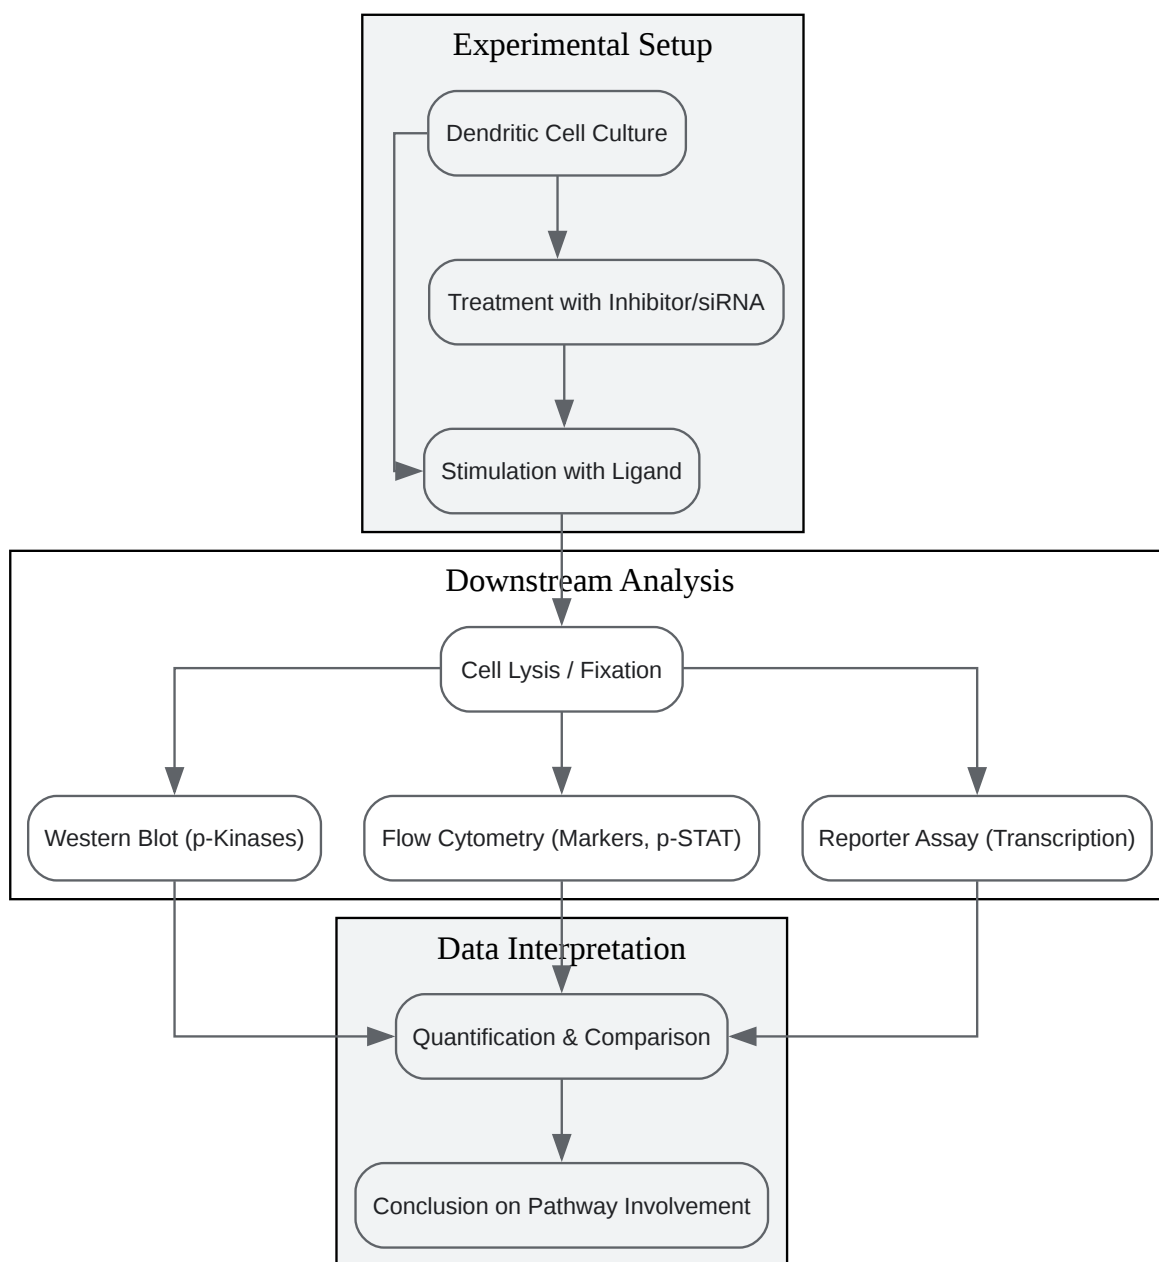 Experimental Setup
Dendritic Cell Culture
Treatment with Inhibitor/siRNA
Stimulation with Ligand
Downstream Analysis
Cell Lysis / Fixation
Western Blot (p-Kinases)
Flow Cytometry (Markers, p-STAT)
Reporter Assay (Transcription)
Data Interpretation
Quantification & Comparison
Conclusion on Pathway Involvement